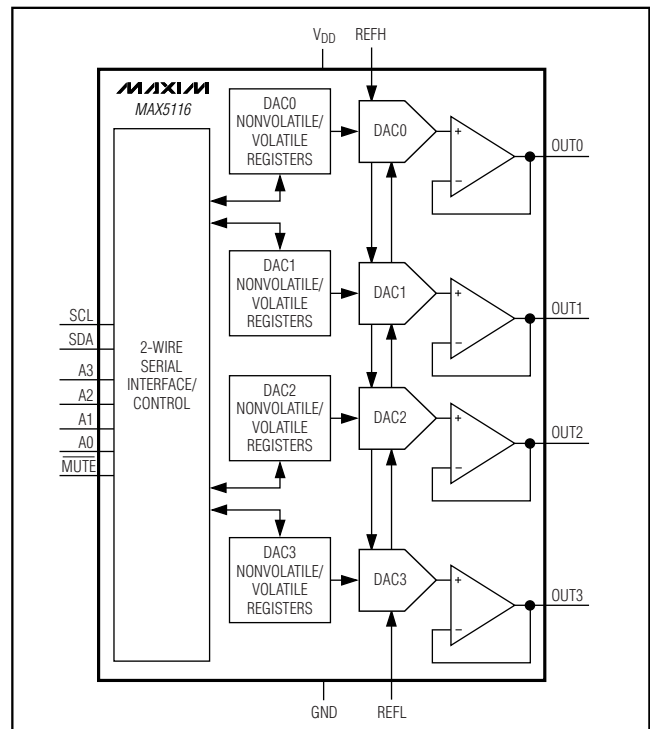 VDD REFH
MAXIM
MAX5116
DAC0
NONVOLATILE/
VOLATILE
REGISTERS
DAC0
+
−
OUT0
DAC1
NONVOLATILE/
VOLATILE
REGISTERS
DAC1
+
−
OUT1
SCL
SDA
A3
A2
A1
A0
MUTE
2-WIRE
SERIAL
INTERFACE/
CONTROL
DAC2
NONVOLATILE/
VOLATILE
REGISTERS
DAC2
+
−
OUT2
DAC3
NONVOLATILE/
VOLATILE
REGISTERS
DAC3
+
−
OUT3
GND REFL